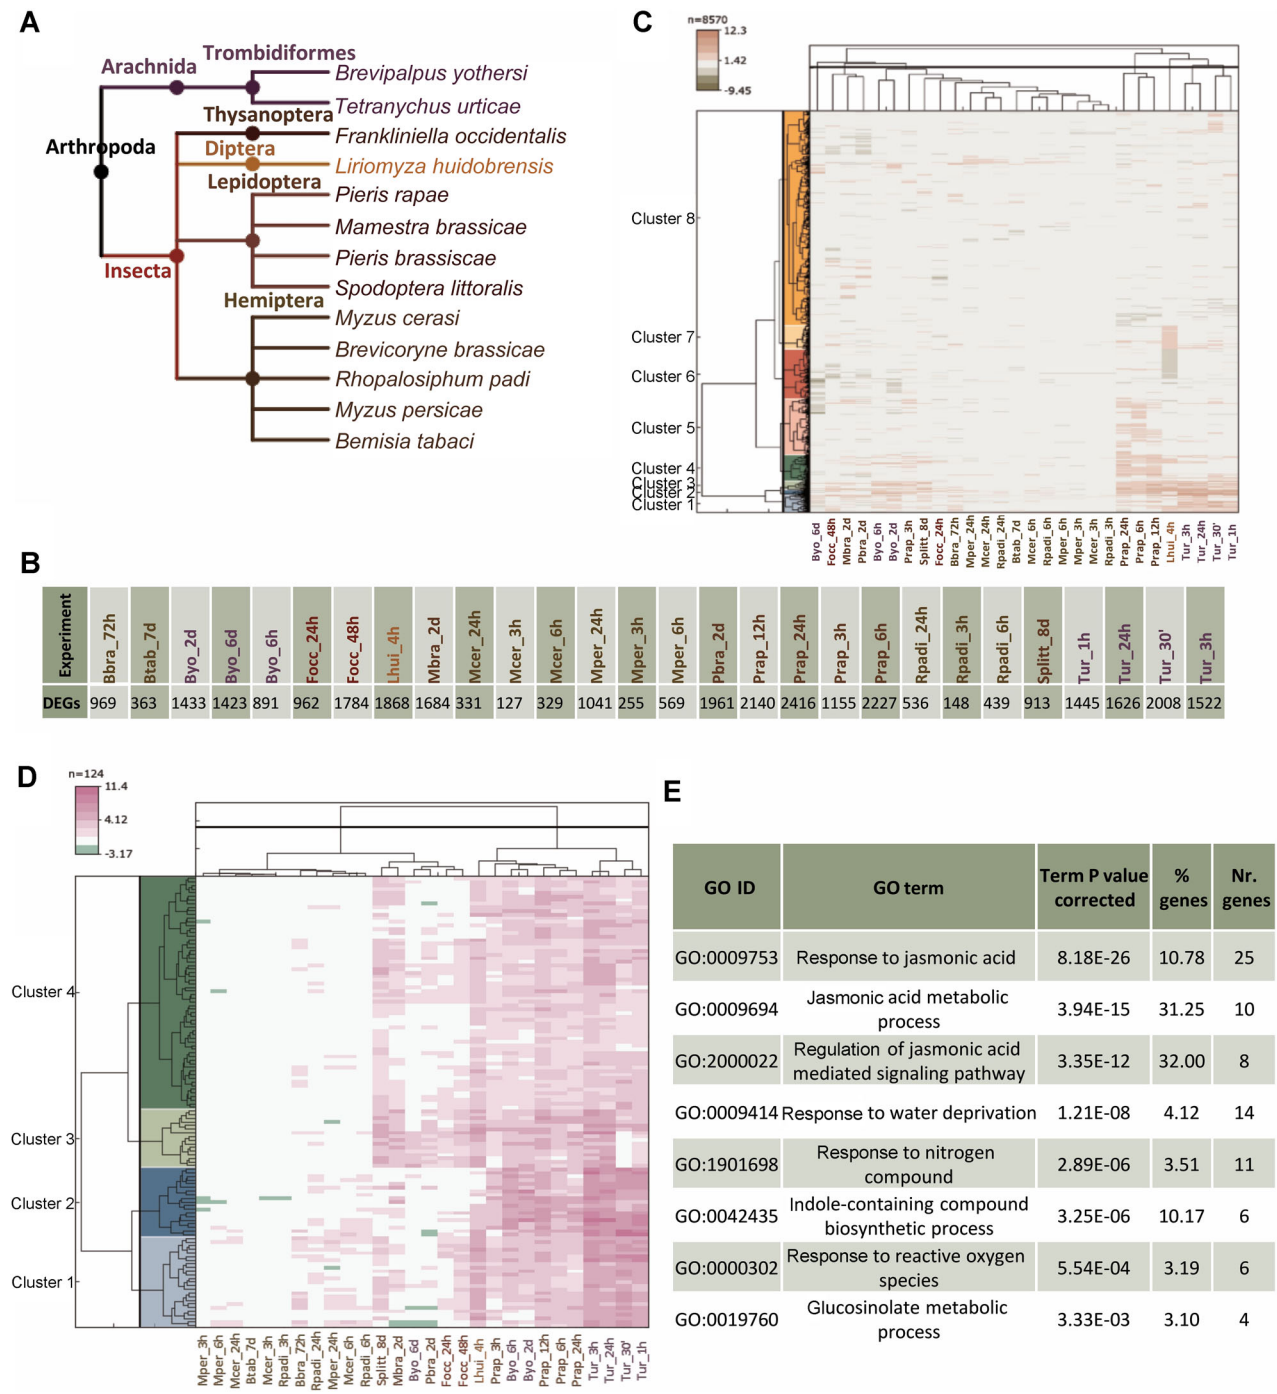 A
Trombidiformes
Arachnida
Brevipalpus yothersi
Tetranychus urticae
Thysanoptera
Frankliniella occidentalis
Arthropoda
Diptera
Liriomyza huidobrensis
Lepidoptera
Pieris rapae
Mamestra brassicae
Pieris brassiscae
Insecta
Spodoptera littoralis
Hemiptera
Myzus cerasi
Brevicoryne brassicae
Rhopalosiphum padi
Myzus persicae
Bemisia tabaci
C
n=8570
12.3
1.42
-9.45
Cluster 8
Cluster 7
Cluster 6
Cluster 5
Cluster 4
Cluster 3
Cluster 2
Cluster 1
Byo_6d
Focc_48h
Mbra_2d
Pbra_2d
Byo_6h
Byo_2d
Prap_3h
Splitt_8d
Focc_24h
Bbra_72h
Mper_24h
Mcer_24h
Rpadi_24h
Btab_7d
Mcer_6h
Rpadi_6h
Mper_6h
Mper_3h
Mcer_3h
Rpadi_3h
Prap_24h
Prap_6h
Prap_12h
Lhui_4h
Tur_3h
Tur_24h
Tur_30'
Tur_1h
B
Experiment Bbra_72h Btab_7d Byo_2d Byo_6d Byo_6h Focc_24h Focc_48h Lhui_4h Mbra_2d Mcer_24h Mcer_3h Mcer_6h Mper_24h Mper_3h Mper_6h Pbra_2d Prap_12h Prap_24h Prap_3h Prap_6h Rpadi_24h Rpadi_3h Rpadi_6h Splitt_8d Tur_1h Tur_24h Tur_30' Tur_3h
DEGs 969 363 1433 1423 891 962 1784 1868 1684 331 127 329 1041 255 569 1961 2140 2416 1155 2227 536 148 439 913 1445 1626 2008 1522
D
n=124
11.4
4.12
-3.17
Cluster 4
Cluster 3
Cluster 2
Cluster 1
Mper_3h
Mper_6h
Mcer_24h
Btab_7d
Mcer_3h
Rpadi_3h
Bbra_72h
Rpadi_24h
Mper_24h
Mcer_6h
Rpadi_6h
Splitt_8d
Mbra_2d
Byo_6d
Pbra_2d
Focc_24h
Focc_48h
Lhui_4h
Prap_3h
Byo_6h
Byo_2d
Prap_12h
Prap_6h
Prap_24h
Tur_3h
Tur_24h
Tur_30'
Tur_1h
E
GO ID GO term Term P value corrected % genes Nr. genes
GO:0009753 Response to jasmonic acid 8.18E-26 10.78 25
GO:0009694 Jasmonic acid metabolic process 3.94E-15 31.25 10
GO:2000022 Regulation of jasmonic acid mediated signaling pathway 3.35E-12 32.00 8
GO:0009414 Response to water deprivation 1.21E-08 4.12 14
GO:1901698 Response to nitrogen compound 2.89E-06 3.51 11
GO:0042435 Indole-containing compound biosynthetic process 3.25E-06 10.17 6
GO:0000302 Response to reactive oxygen species 5.54E-04 3.19 6
GO:0019760 Glucosinolate metabolic process 3.33E-03 3.10 4